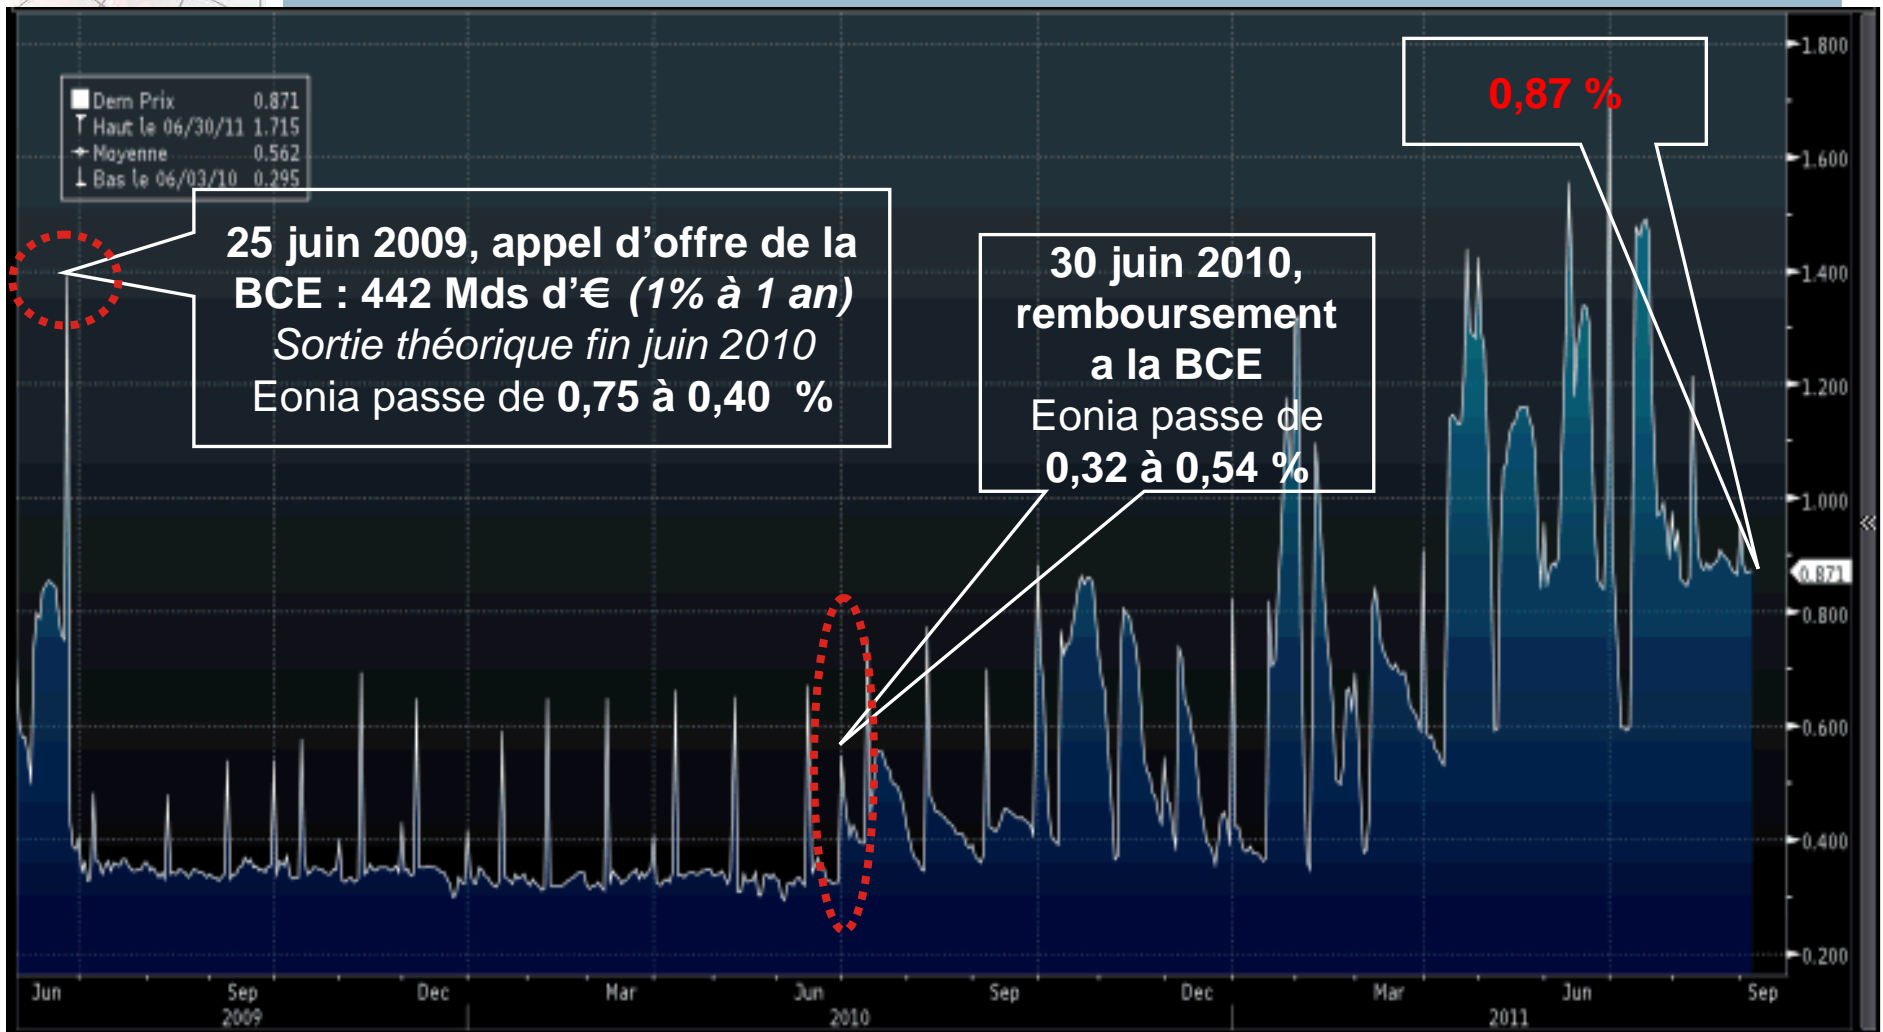 Dern Prix 0.871
Haut le 06/30/11 1.715
Moyenne 0.562
Bas le 06/03/10 0.295
25 juin 2009, appel d’offre de la
BCE : 442 Mds d’€ (1% à 1 an)
Sortie théorique fin juin 2010
Eonia passe de 0,75 à 0,40 %
30 juin 2010,
remboursement
a la BCE
Eonia passe de
0,32 à 0,54 %
0,87 %
1.800
1.600
1.400
1.200
1.000
«
0.871
0.800
0.600
0.400
0.200
Jun Sep Dec Mar Jun Sep Dec Mar Jun Sep
2009 2010 2011